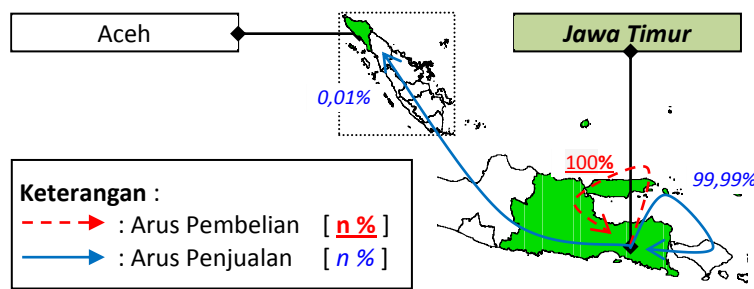 Aceh
Jawa Timur
0,01%
100%
99,99%
Keterangan :
: Arus Pembelian [ n % ]
: Arus Penjualan [ n % ]